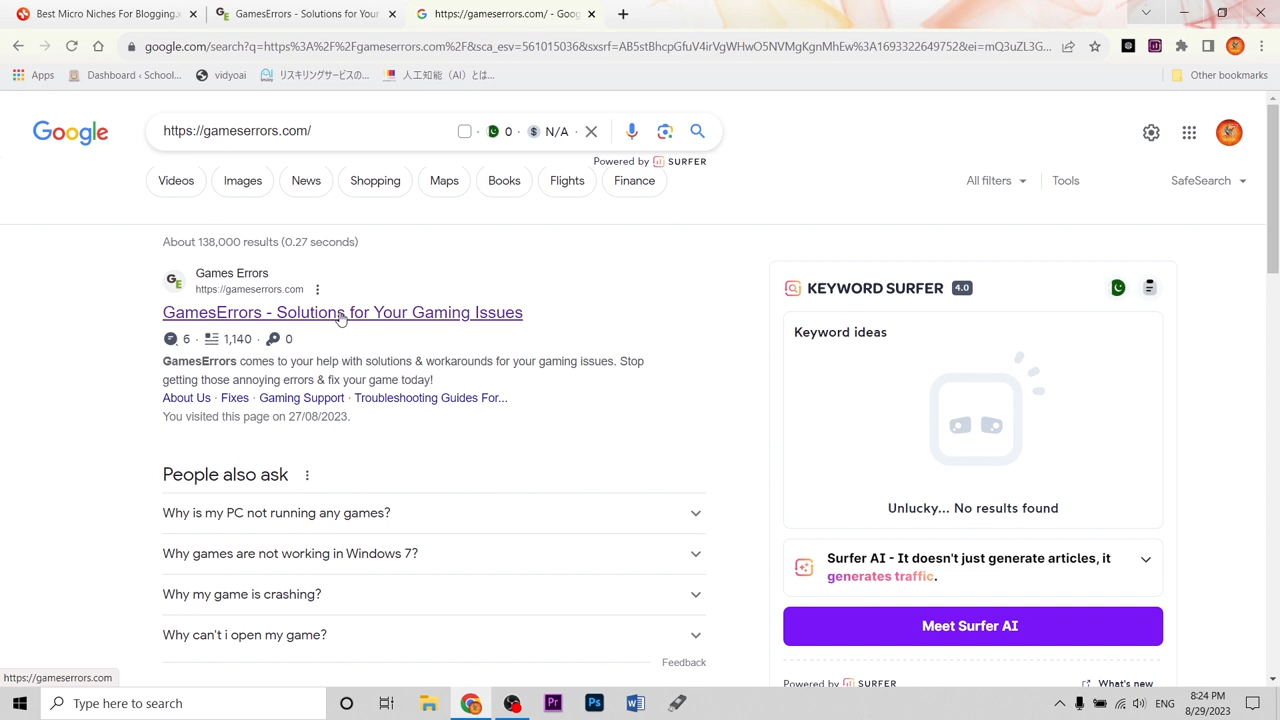 Best Micro Niches For Blogging.x
GamesErrors - Solutions for Your
https://gameserrors.com/ - Goog
google.com/search?q=https%3A%2F%2Fgameserrors.com%2F&sca_esv=561015036&sxsrf=AB5stBhcpGfuV4irVgWHwO5NVMgKgnMhEw%3A1693322649752&ei=mQ3uZL3G...
Apps
Dashboard ‹ School...
vidyoai
リスキリングサービスの...
人工知能（AI）とは...
Other bookmarks
Google
https://gameserrors.com/
0
N/A
Powered by SURFER
Videos
Images
News
Shopping
Maps
Books
Flights
Finance
All filters
Tools
SafeSearch
About 138,000 results (0.27 seconds)
GE
Games Errors
https://gameserrors.com
GamesErrors - Solutions for Your Gaming Issues
6 · 1,140 · 0
GamesErrors comes to your help with solutions & workarounds for your gaming issues. Stop
getting those annoying errors & fix your game today!
About Us · Fixes · Gaming Support · Troubleshooting Guides For...
You visited this page on 27/08/2023.
People also ask
Why is my PC not running any games?
Why games are not working in Windows 7?
Why my game is crashing?
Why can't i open my game?
Feedback
KEYWORD SURFER 4.0
Keyword ideas
Unlucky... No results found
Surfer AI - It doesn't just generate articles, it
generates traffic.
Meet Surfer AI
Powered by SURFER
What's new
https://gameserrors.com
Type here to search
Pr
Ps
ENG
8:24 PM
8/29/2023